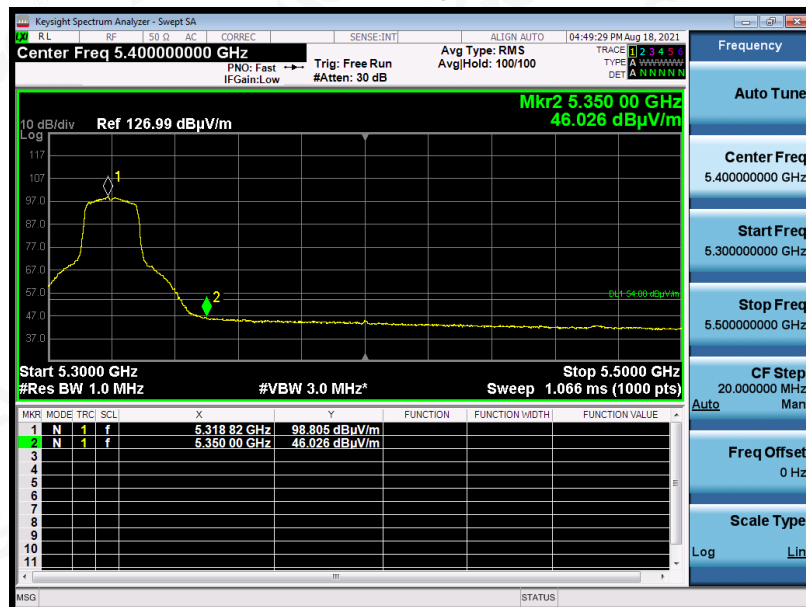 Keysight Spectrum Analyzer - Swept SA
LXI RL RF 50 Ω AC CORREC SENSE:INT ALIGN AUTO 04:49:29 PM Aug 18, 2021
Center Freq 5.400000000 GHz
PNO: Fast
IFGain:Low
Trig: Free Run
#Atten: 30 dB
Avg Type: RMS
Avg|Hold: 100/100
TRACE 1 2 3 4 5 6
TYPE A WWWWW
DET A N N N N N
Mkr2 5.350 00 GHz
46.026 dBµV/m
10 dB/div Ref 126.99 dBµV/m
Log
117
107
97.0
87.0
77.0
67.0
57.0
47.0
37.0
1
2
DL1 54.00 dBµV/m
Start 5.3000 GHz Stop 5.5000 GHz
#Res BW 1.0 MHz #VBW 3.0 MHz* Sweep 1.066 ms (1000 pts)
MKR MODE TRC SCL X Y FUNCTION FUNCTION WIDTH FUNCTION VALUE
1 N 1 f 5.318 82 GHz 98.805 dBµV/m
2 N 1 f 5.350 00 GHz 46.026 dBµV/m
3
4
5
6
7
8
9
10
11
MSG STATUS
Frequency
Auto Tune
Center Freq
5.400000000 GHz
Start Freq
5.300000000 GHz
Stop Freq
5.500000000 GHz
CF Step
20.000000 MHz
Auto Man
Freq Offset
0 Hz
Scale Type
Log Lin